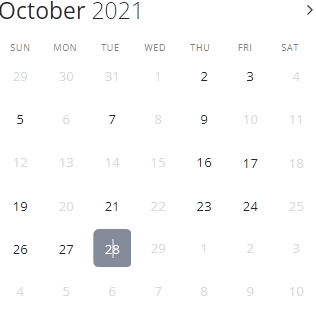 October 2021
SUN MON TUE WED THU FRI SAT
29 30 31 1 2 3 4
5 6 7 8 9 10 11
12 13 14 15 16 17 18
19 20 21 22 23 24 25
26 27 28 29 1 2 3
4 5 6 7 8 9 10